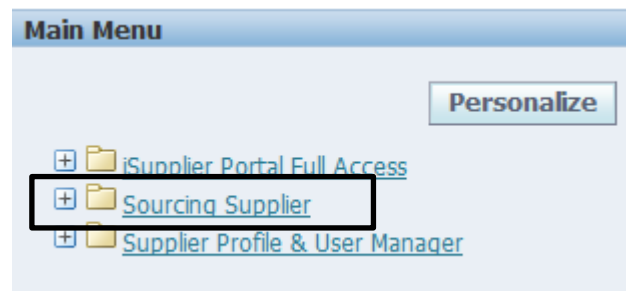 Main Menu
Personalize
iSupplier Portal Full Access
Sourcing Supplier
Supplier Profile & User Manager